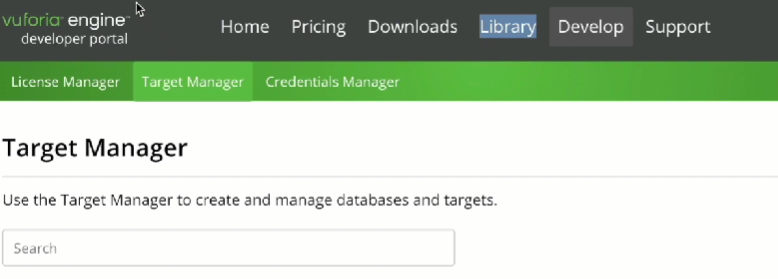 vuforia engine™
developer portal
Home Pricing Downloads Library Develop Support
License Manager Target Manager Credentials Manager
Target Manager
Use the Target Manager to create and manage databases and targets.
Search